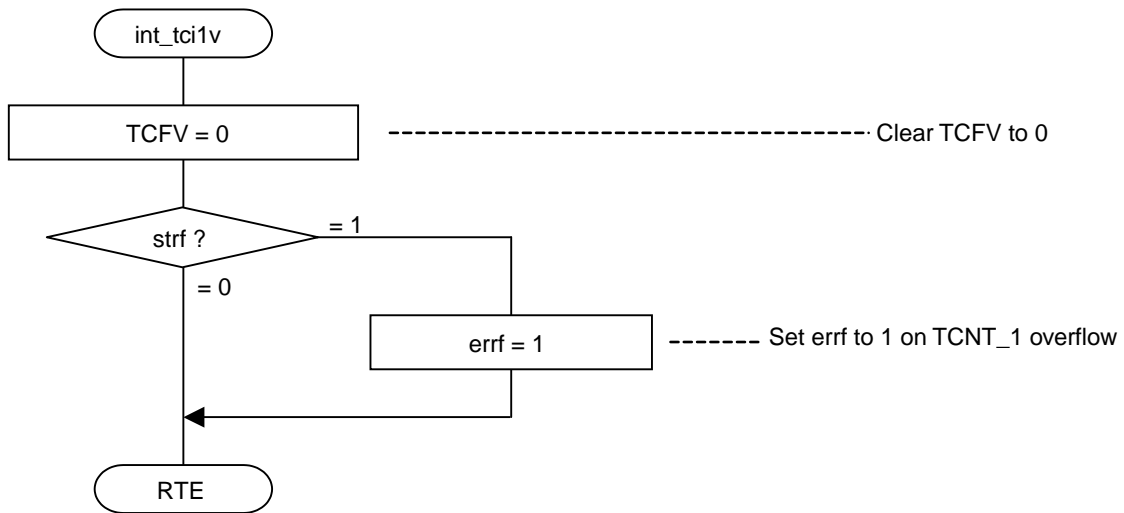 int_tci1v
TCFV = 0
Clear TCFV to 0
strf ?
= 1
= 0
errf = 1
Set errf to 1 on TCNT_1 overflow
RTE